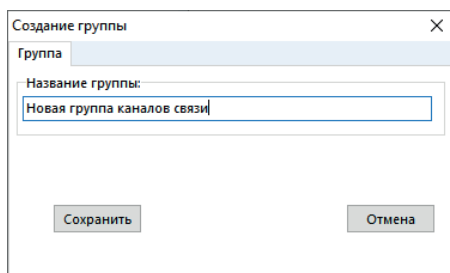 Создание группы
Группа
Название группы:
Новая группа каналов связи
Сохранить
Отмена